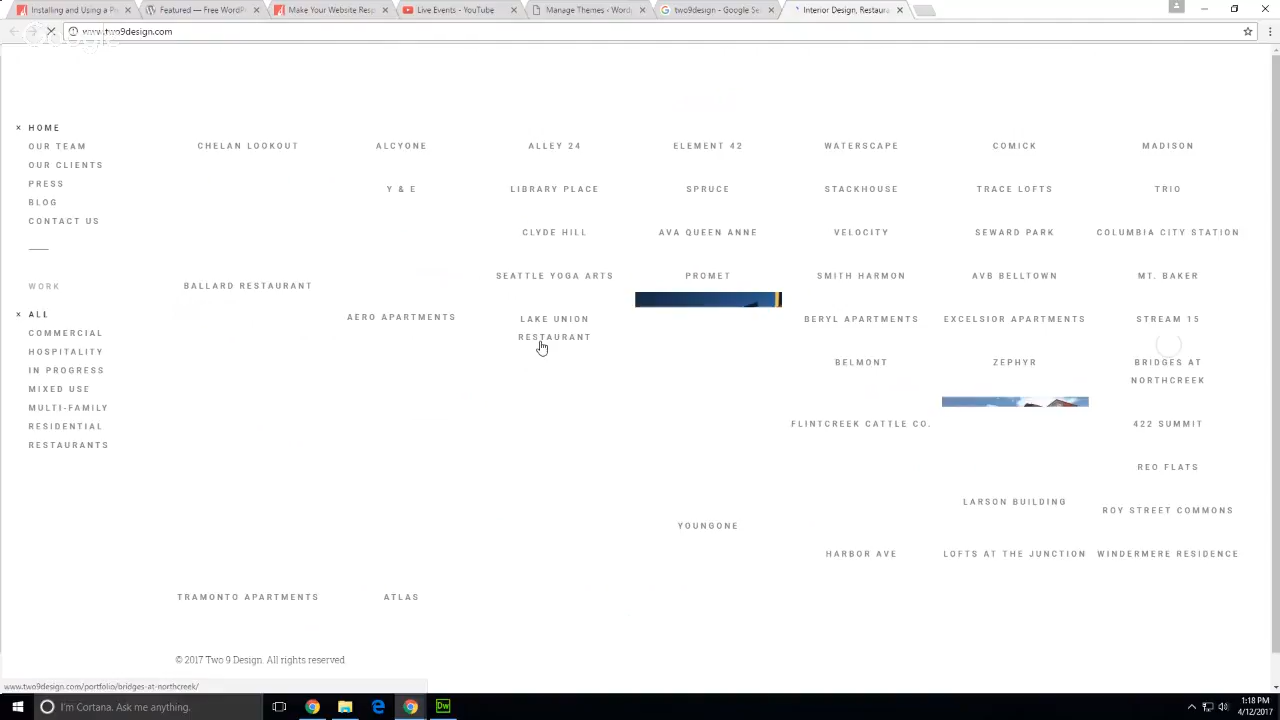 Installing and Using a P
Featured — Free WordPr
Make Your Website Resp
Live Events - YouTube
Manage Themes ‹ Wordp
two9design - Google Se
Interior Design, Restaura
www.two9design.com
Google
× HOME
OUR TEAM
OUR CLIENTS
PRESS
BLOG
CONTACT US
WORK
× ALL
COMMERCIAL
HOSPITALITY
IN PROGRESS
MIXED USE
MULTI-FAMILY
RESIDENTIAL
RESTAURANTS
CHELAN LOOKOUT
ALCYONE
ALLEY 24
ELEMENT 42
WATERSCAPE
COMICK
MADISON
Y & E
LIBRARY PLACE
SPRUCE
STACKHOUSE
TRACE LOFTS
TRIO
CLYDE HILL
AVA QUEEN ANNE
VELOCITY
SEWARD PARK
COLUMBIA CITY STATION
SEATTLE YOGA ARTS
PROMET
SMITH HARMON
AVB BELLTOWN
MT. BAKER
BALLARD RESTAURANT
AERO APARTMENTS
LAKE UNION
RESTAURANT
BERYL APARTMENTS
EXCELSIOR APARTMENTS
STREAM 15
BELMONT
ZEPHYR
BRIDGES AT
NORTHCREEK
FLINTCREEK CATTLE CO.
422 SUMMIT
REO FLATS
LARSON BUILDING
ROY STREET COMMONS
YOUNGONE
HARBOR AVE
LOFTS AT THE JUNCTION
WINDERMERE RESIDENCE
TRAMONTO APARTMENTS
ATLAS
© 2017 Two 9 Design. All rights reserved.
www.two9design.com/portfolio/bridges-at-northcreek/
I'm Cortana. Ask me anything.
Dw
1:18 PM
4/12/2017